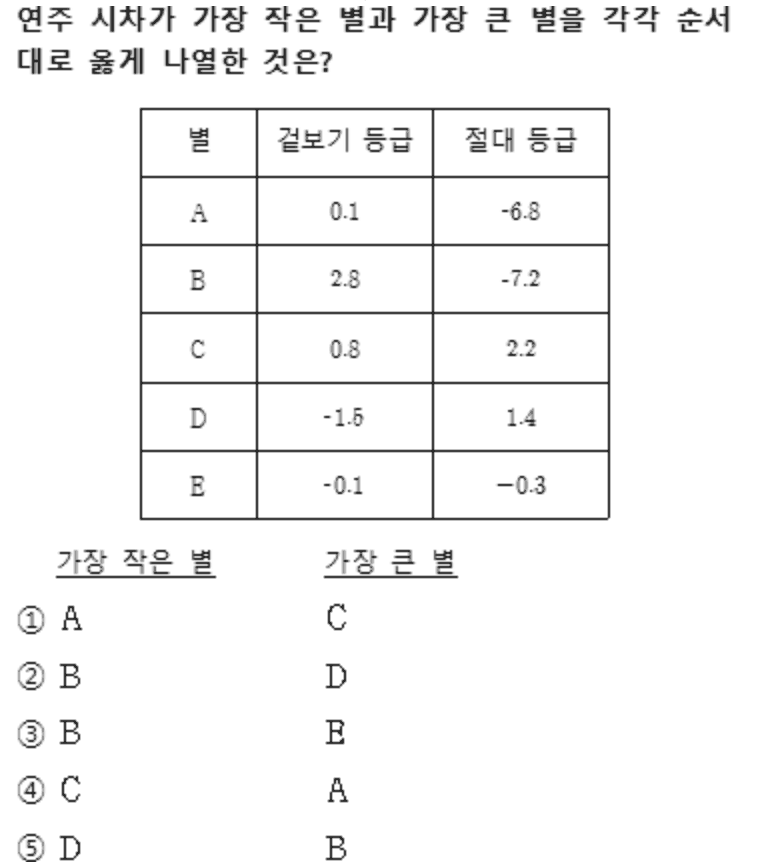 연주 시차가 가장 작은 별과 가장 큰 별을 각각 순서
대로 옳게 나열한 것은?
별 겉보기 등급 절대 등급
A 0.1 -6.8
B 2.8 -7.2
C 0.8 2.2
D -1.5 1.4
E -0.1 -0.3
가장 작은 별 가장 큰 별
① A C
② B D
③ B E
④ C A
⑤ D B